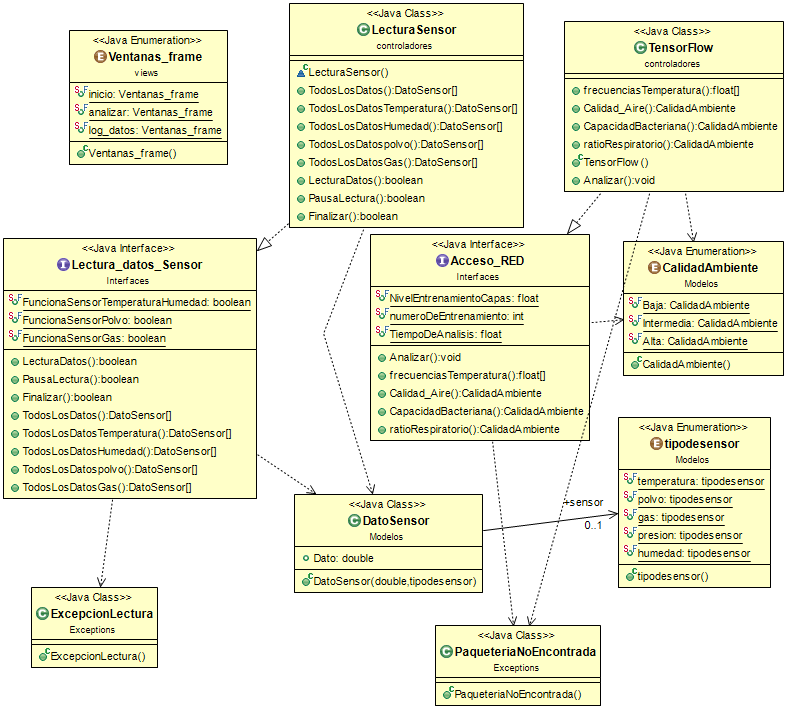 <<Java Enumeration>>
Ventanas_frame
views
inicio: Ventanas_frame
analizar: Ventanas_frame
log_datos: Ventanas_frame
Ventanas_frame()
<<Java Class>>
LecturaSensor
controladores
LecturaSensor()
TodosLosDatos():DatoSensor[]
TodosLosDatosTemperatura():DatoSensor[]
TodosLosDatosHumedad():DatoSensor[]
TodosLosDatospolvo():DatoSensor[]
TodosLosDatosGas():DatoSensor[]
LecturaDatos():boolean
PausaLectura():boolean
Finalizar():boolean
<<Java Class>>
TensorFlow
controladores
frecuenciasTemperatura():float[]
Calidad_Aire():CalidadAmbiente
CapacidadBacteriana():CalidadAmbiente
ratioRespiratorio():CalidadAmbiente
TensorFlow()
Analizar():void
<<Java Interface>>
Lectura_datos_Sensor
Interfaces
FuncionaSensorTemperaturaHumedad: boolean
FuncionaSensorPolvo: boolean
FuncionaSensorGas: boolean
LecturaDatos():boolean
PausaLectura():boolean
Finalizar():boolean
TodosLosDatos():DatoSensor[]
TodosLosDatosTemperatura():DatoSensor[]
TodosLosDatosHumedad():DatoSensor[]
TodosLosDatospolvo():DatoSensor[]
TodosLosDatosGas():DatoSensor[]
<<Java Interface>>
Acceso_RED
Interfaces
NivelEntrenamientoCapas: float
numeroDeEntrenamiento: int
TiempoDeAnalisis: float
Analizar():void
frecuenciasTemperatura():float[]
Calidad_Aire():CalidadAmbiente
CapacidadBacteriana():CalidadAmbiente
ratioRespiratorio():CalidadAmbiente
<<Java Enumeration>>
CalidadAmbiente
Modelos
Baja: CalidadAmbiente
Intermedia: CalidadAmbiente
Alta: CalidadAmbiente
CalidadAmbiente()
<<Java Enumeration>>
tipodesensor
Modelos
temperatura: tipodesensor
polvo: tipodesensor
gas: tipodesensor
presion: tipodesensor
humedad: tipodesensor
tipodesensor()
<<Java Class>>
DatoSensor
Modelos
Dato: double
DatoSensor(double,tipodesensor)
+sensor
0..1
<<Java Class>>
ExcepcionLectura
Exceptions
ExcepcionLectura()
<<Java Class>>
PaqueteriaNoEncontrada
Exceptions
PaqueteriaNoEncontrada()